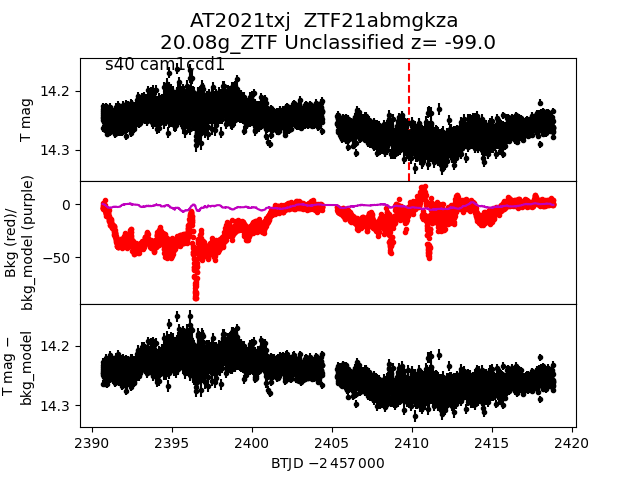 AT2021txj  ZTF21abmgkza
20.08g_ZTF Unclassified z= -99.0
s40 cam1ccd1
14.2
14.3
T mag
0
−50
Bkg (red)/
bkg_model (purple)
14.2
14.3
T mag −
bkg_model
2390
2395
2400
2405
2410
2415
2420
BTJD −2 457 000